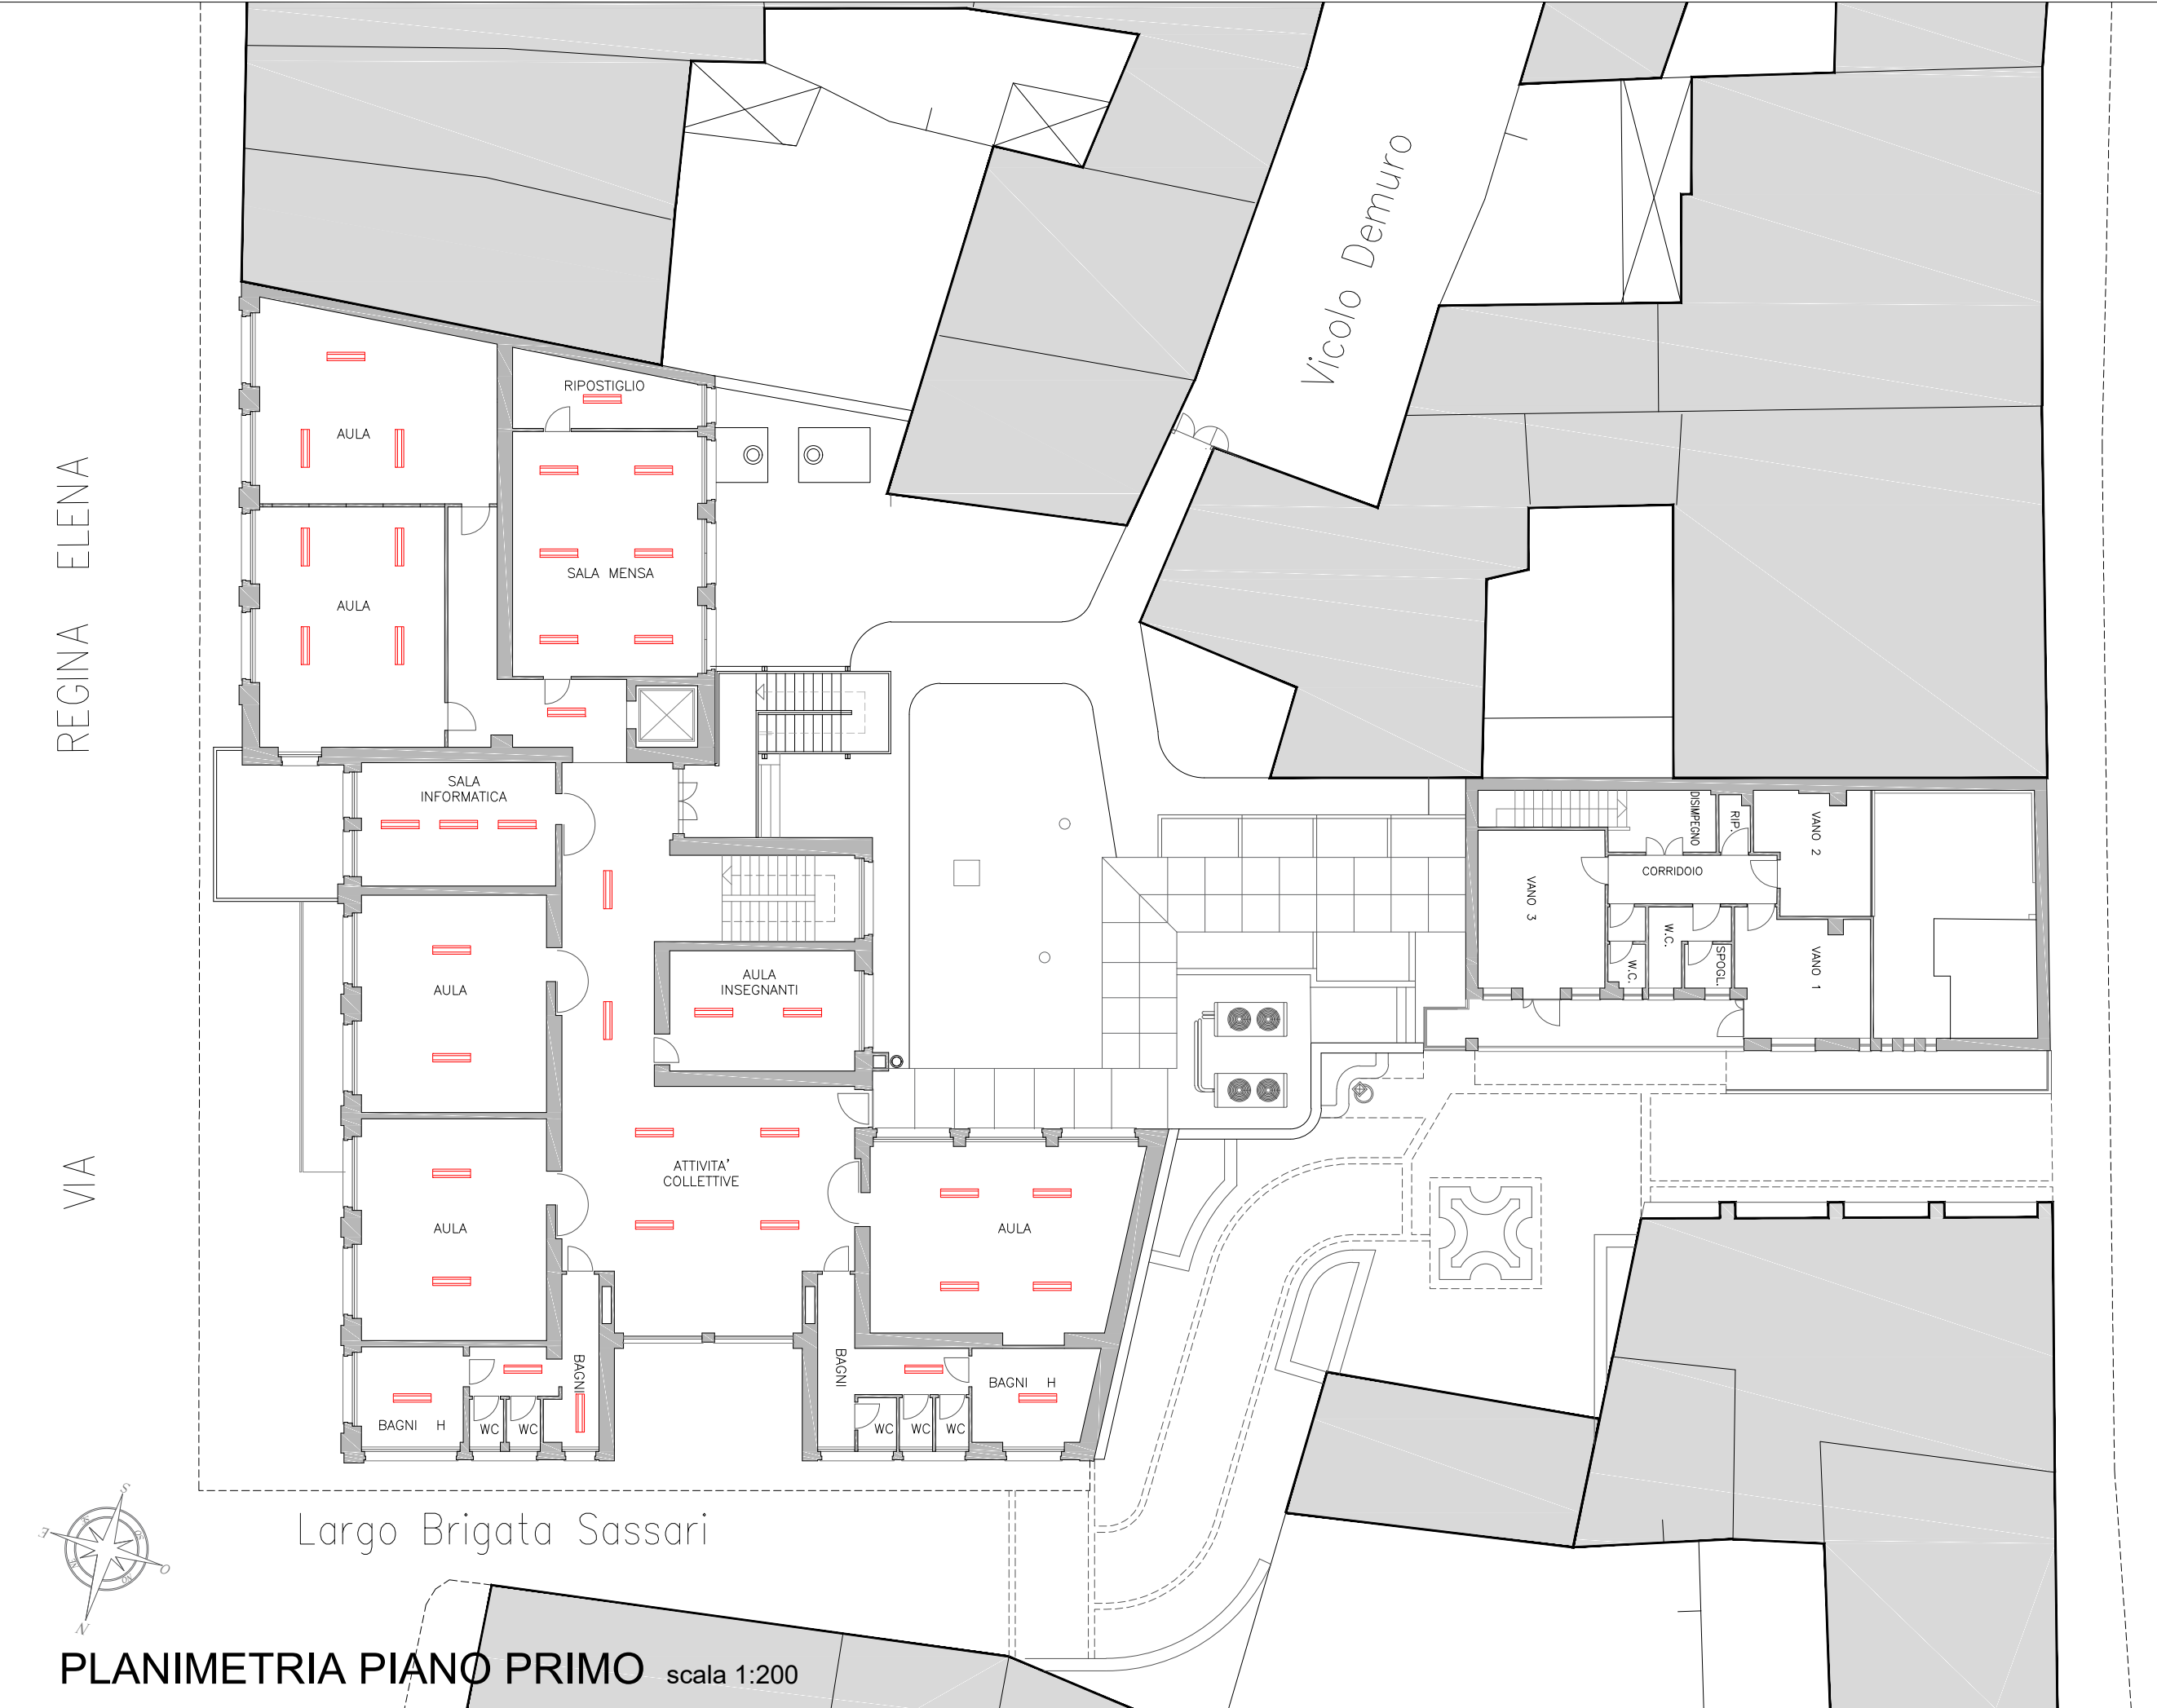 Vicolo Demuro
RIPOSTIGLIO
AULA
VIA REGINA ELENA
SALA MENSA
AULA
SALA
INFORMATICA
DISIMPEGNO
RIP.
VANO 2
CORRIDOIO
VANO 3
W.C.
W.C.
SPOGL.
VANO 1
AULA
INSEGNANTI
AULA
ATTIVITA'
COLLETTIVE
AULA
AULA
BAGNI
BAGNI
BAGNI H
BAGNI H
WC
WC
WC
WC
WC
S
E
O
N
SO
NO
Largo Brigata Sassari
PLANIMETRIA PIANO PRIMO scala 1:200